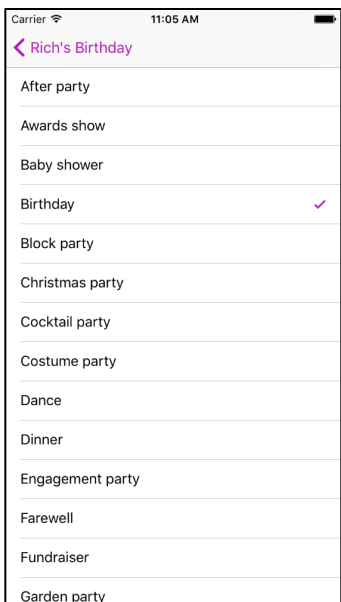 Carrier 11:05 AM
Rich's Birthday
After party
Awards show
Baby shower
Birthday
Block party
Christmas party
Cocktail party
Costume party
Dance
Dinner
Engagement party
Farewell
Fundraiser
Garden party